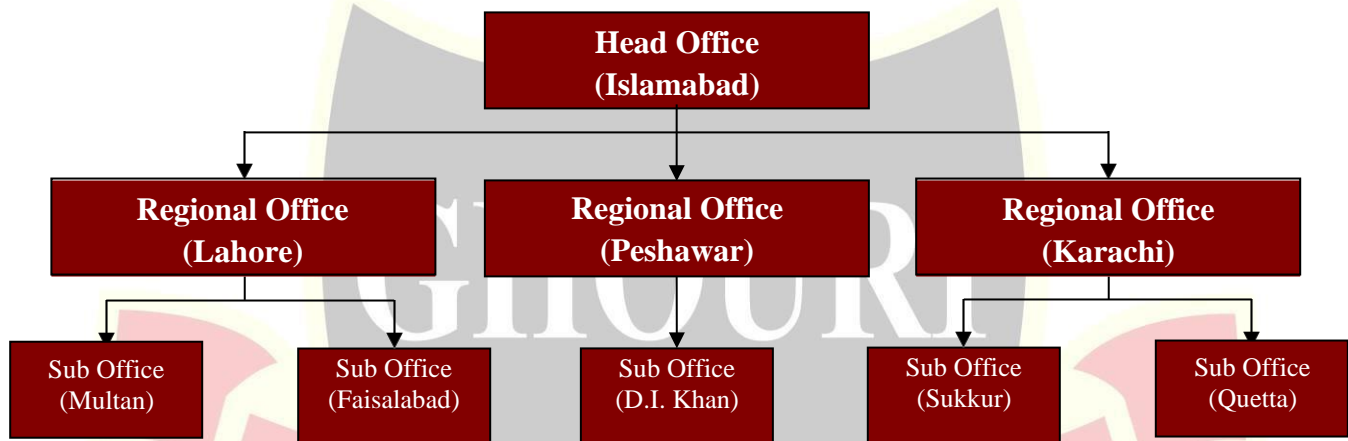 Head Office
(Islamabad)
Regional Office
(Lahore)
Regional Office
(Peshawar)
Regional Office
(Karachi)
Sub Office
(Multan)
Sub Office
(Faisalabad)
Sub Office
(D.I. Khan)
Sub Office
(Sukkur)
Sub Office
(Quetta)
GHOURI